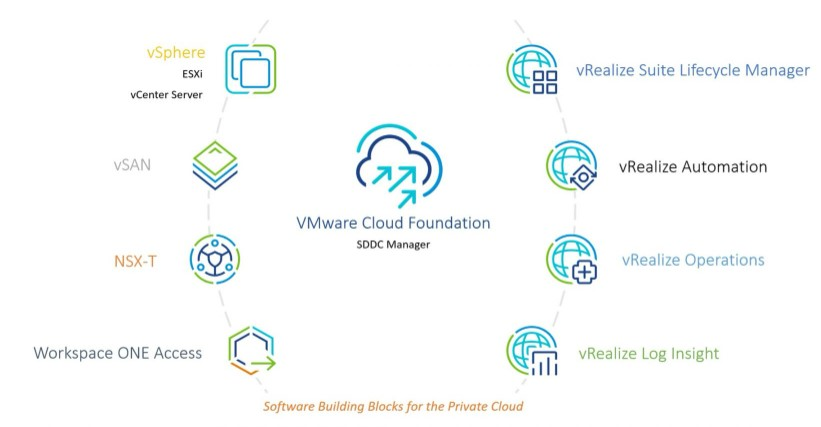 vSphere
ESXi
vCenter Server
vSAN
NSX-T
Workspace ONE Access
VMware Cloud Foundation
SDDC Manager
vRealize Suite Lifecycle Manager
vRealize Automation
vRealize Operations
vRealize Log Insight
Software Building Blocks for the Private Cloud